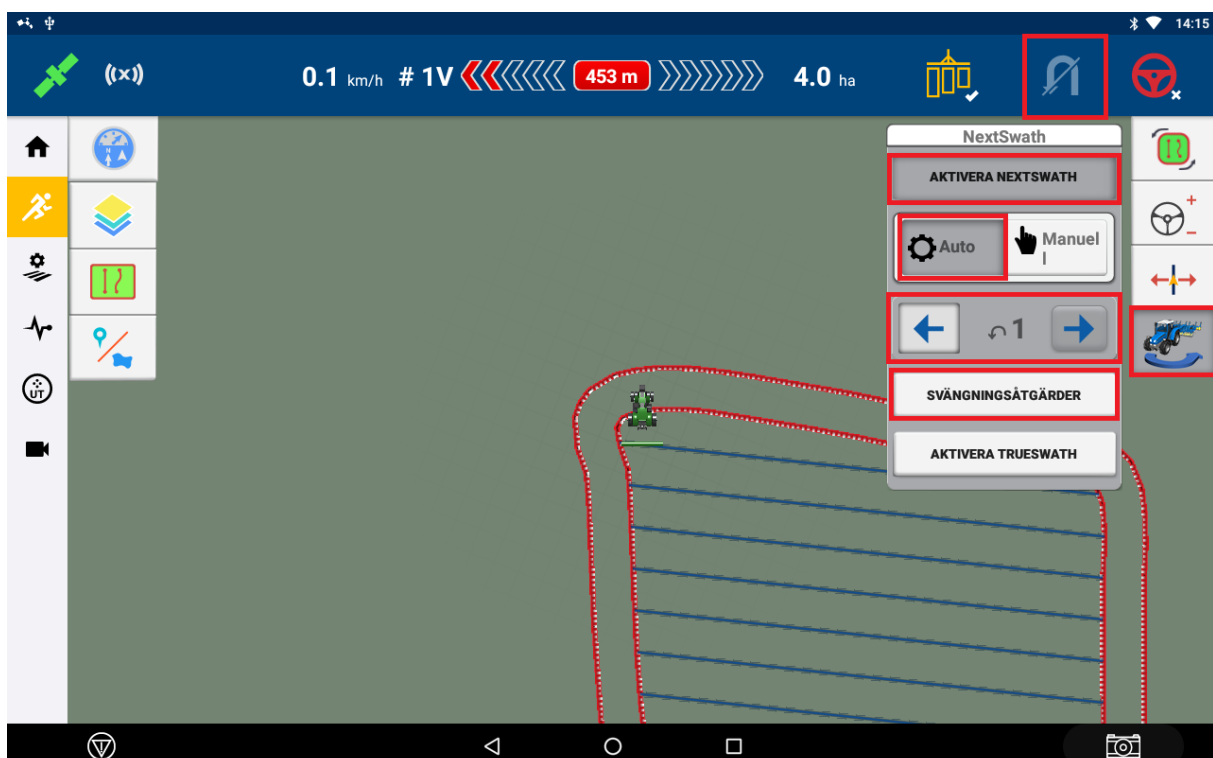 14:15
((x))
0.1 km/h # 1V 453 m 4.0 ha
NextSwath
AKTIVERA NEXTSWATH
Auto
Manuel
l
1
SVÄNGNINGSÅTGÄRDER
AKTIVERA TRUESWATH
N
UT